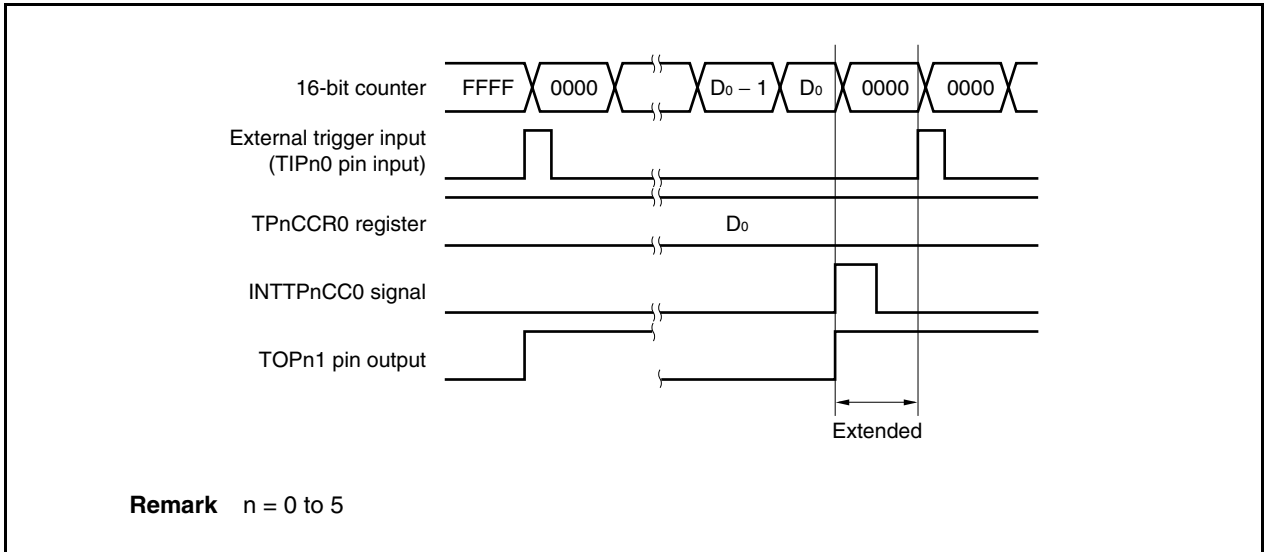 16-bit counter FFFF 0000 D₀ − 1 D₀ 0000 0000
External trigger input
(TIPn0 pin input)
TPnCCR0 register D₀
INTTPnCC0 signal
TOPn1 pin output
Extended
Remark n = 0 to 5